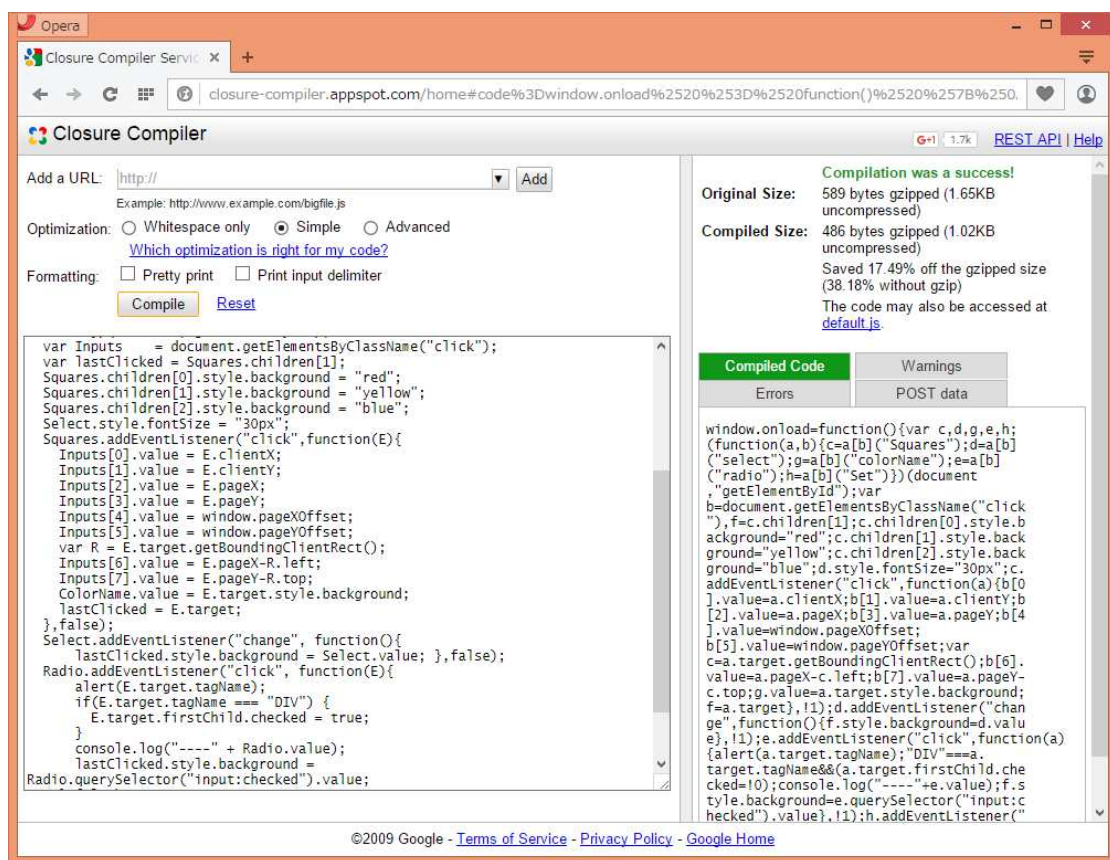 Opera
Closure Compiler Servic
closure-compiler.appspot.com/home#code%3Dwindow.onload%2520%253D%2520function()%2520%257B%250.
Closure Compiler
G+1 1.7k REST API | Help
Add a URL: http:// Add
Example: http://www.example.com/bigfile.js
Optimization: Whitespace only Simple Advanced
Which optimization is right for my code?
Formatting: Pretty print Print input delimiter
Compile Reset
var Inputs    = document.getElementsByClassName("click");
var lastClicked = Squares.children[1];
Squares.children[0].style.background = "red";
Squares.children[1].style.background = "yellow";
Squares.children[2].style.background = "blue";
Select.style.fontSize = "30px";
Squares.addEventListener("click",function(E){
Inputs[0].value = E.clientX;
Inputs[1].value = E.clientY;
Inputs[2].value = E.pageX;
Inputs[3].value = E.pageY;
Inputs[4].value = window.pageXOffset;
Inputs[5].value = window.pageYOffset;
var R = E.target.getBoundingClientRect();
Inputs[6].value = E.pageX-R.left;
Inputs[7].value = E.pageY-R.top;
ColorName.value = E.target.style.background;
lastClicked = E.target;
},false);
Select.addEventListener("change", function(){
lastClicked.style.background = Select.value; },false);
Radio.addEventListener("click", function(E){
alert(E.target.tagName);
if(E.target.tagName === "DIV") {
E.target.firstChild.checked = true;
}
console.log("----" + Radio.value);
lastClicked.style.background =
Radio.querySelector("input:checked").value;
Compilation was a success!
Original Size: 589 bytes gzipped (1.65KB
uncompressed)
Compiled Size: 486 bytes gzipped (1.02KB
uncompressed)
Saved 17.49% off the gzipped size
(38.18% without gzip)
The code may also be accessed at
default.js.
Compiled Code Warnings
Errors POST data
window.onload=function(){var c,d,g,e,h;
(function(a,b){c=a[b]("Squares");d=a[b]
("select");g=a[b]("colorName");e=a[b]
("radio");h=a[b]("Set")})(document
,"getElementById");var
b=document.getElementsByClassName("click
"),f=c.children[1];c.children[0].style.b
ackground="red";c.children[1].style.back
ground="yellow";c.children[2].style.back
ground="blue";d.style.fontSize="30px";c.
addEventListener("click",function(a){b[0
].value=a.clientX;b[1].value=a.clientY;b
[2].value=a.pageX;b[3].value=a.pageY;b[4
].value=window.pageXOffset;
b[5].value=window.pageYOffset;var
c=a.target.getBoundingClientRect();b[6].
value=a.pageX-c.left;b[7].value=a.pageY-
c.top;g.value=a.target.style.background;
f=a.target},!1);d.addEventListener("chan
ge",function(){f.style.background=d.valu
e},!1);e.addEventListener("click",function(a)
{alert(a.target.tagName);"DIV"===a.
target.tagName&&(a.target.firstChild.che
cked=!0);console.log("----"+e.value);f.s
tyle.background=e.querySelector("input:c
hecked").value},!1);h.addEventListener("
©2009 Google - Terms of Service - Privacy Policy - Google Home